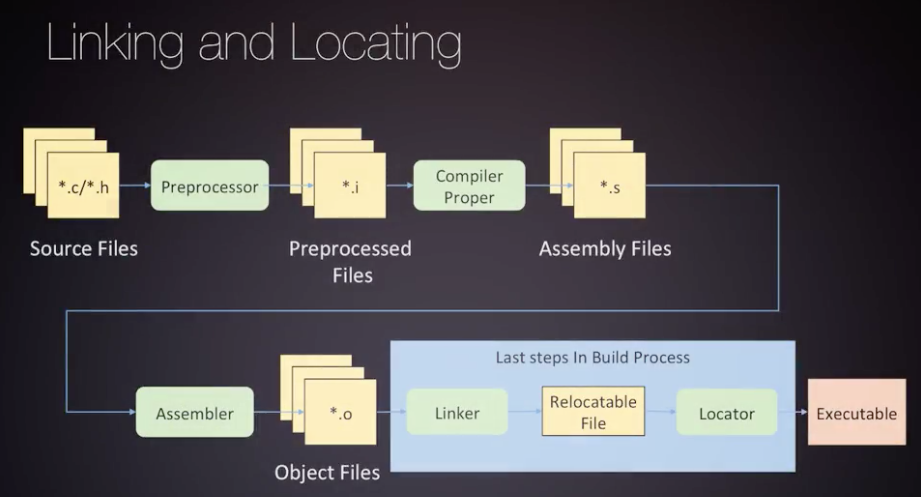 Linking and Locating
*.c/*.h
Preprocessor
*.i
Compiler
Proper
*.s
Source Files
Preprocessed
Files
Assembly Files
Last steps In Build Process
Assembler
*.o
Linker
Relocatable
File
Locator
Executable
Object Files